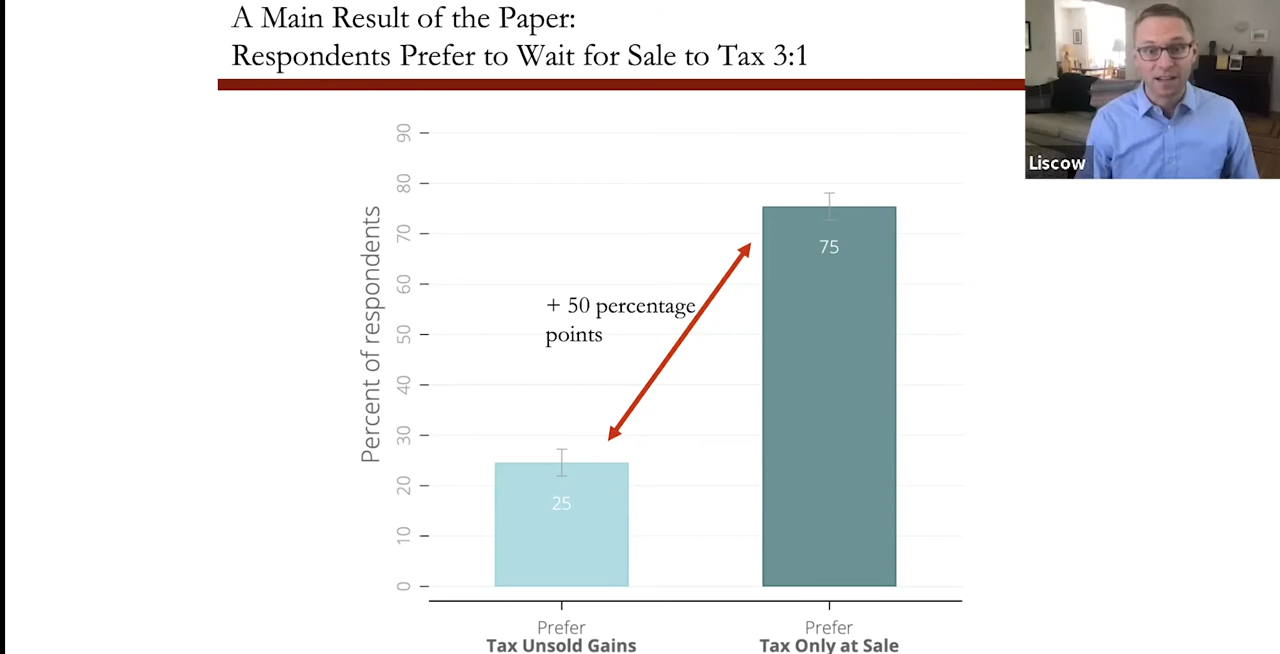 A Main Result of the Paper:
Respondents Prefer to Wait for Sale to Tax 3:1
Liscow
Percent of respondents
90
80
70
60
50
40
30
20
10
0
+ 50 percentage
points
25
75
Prefer
Tax Unsold Gains
Prefer
Tax Only at Sale